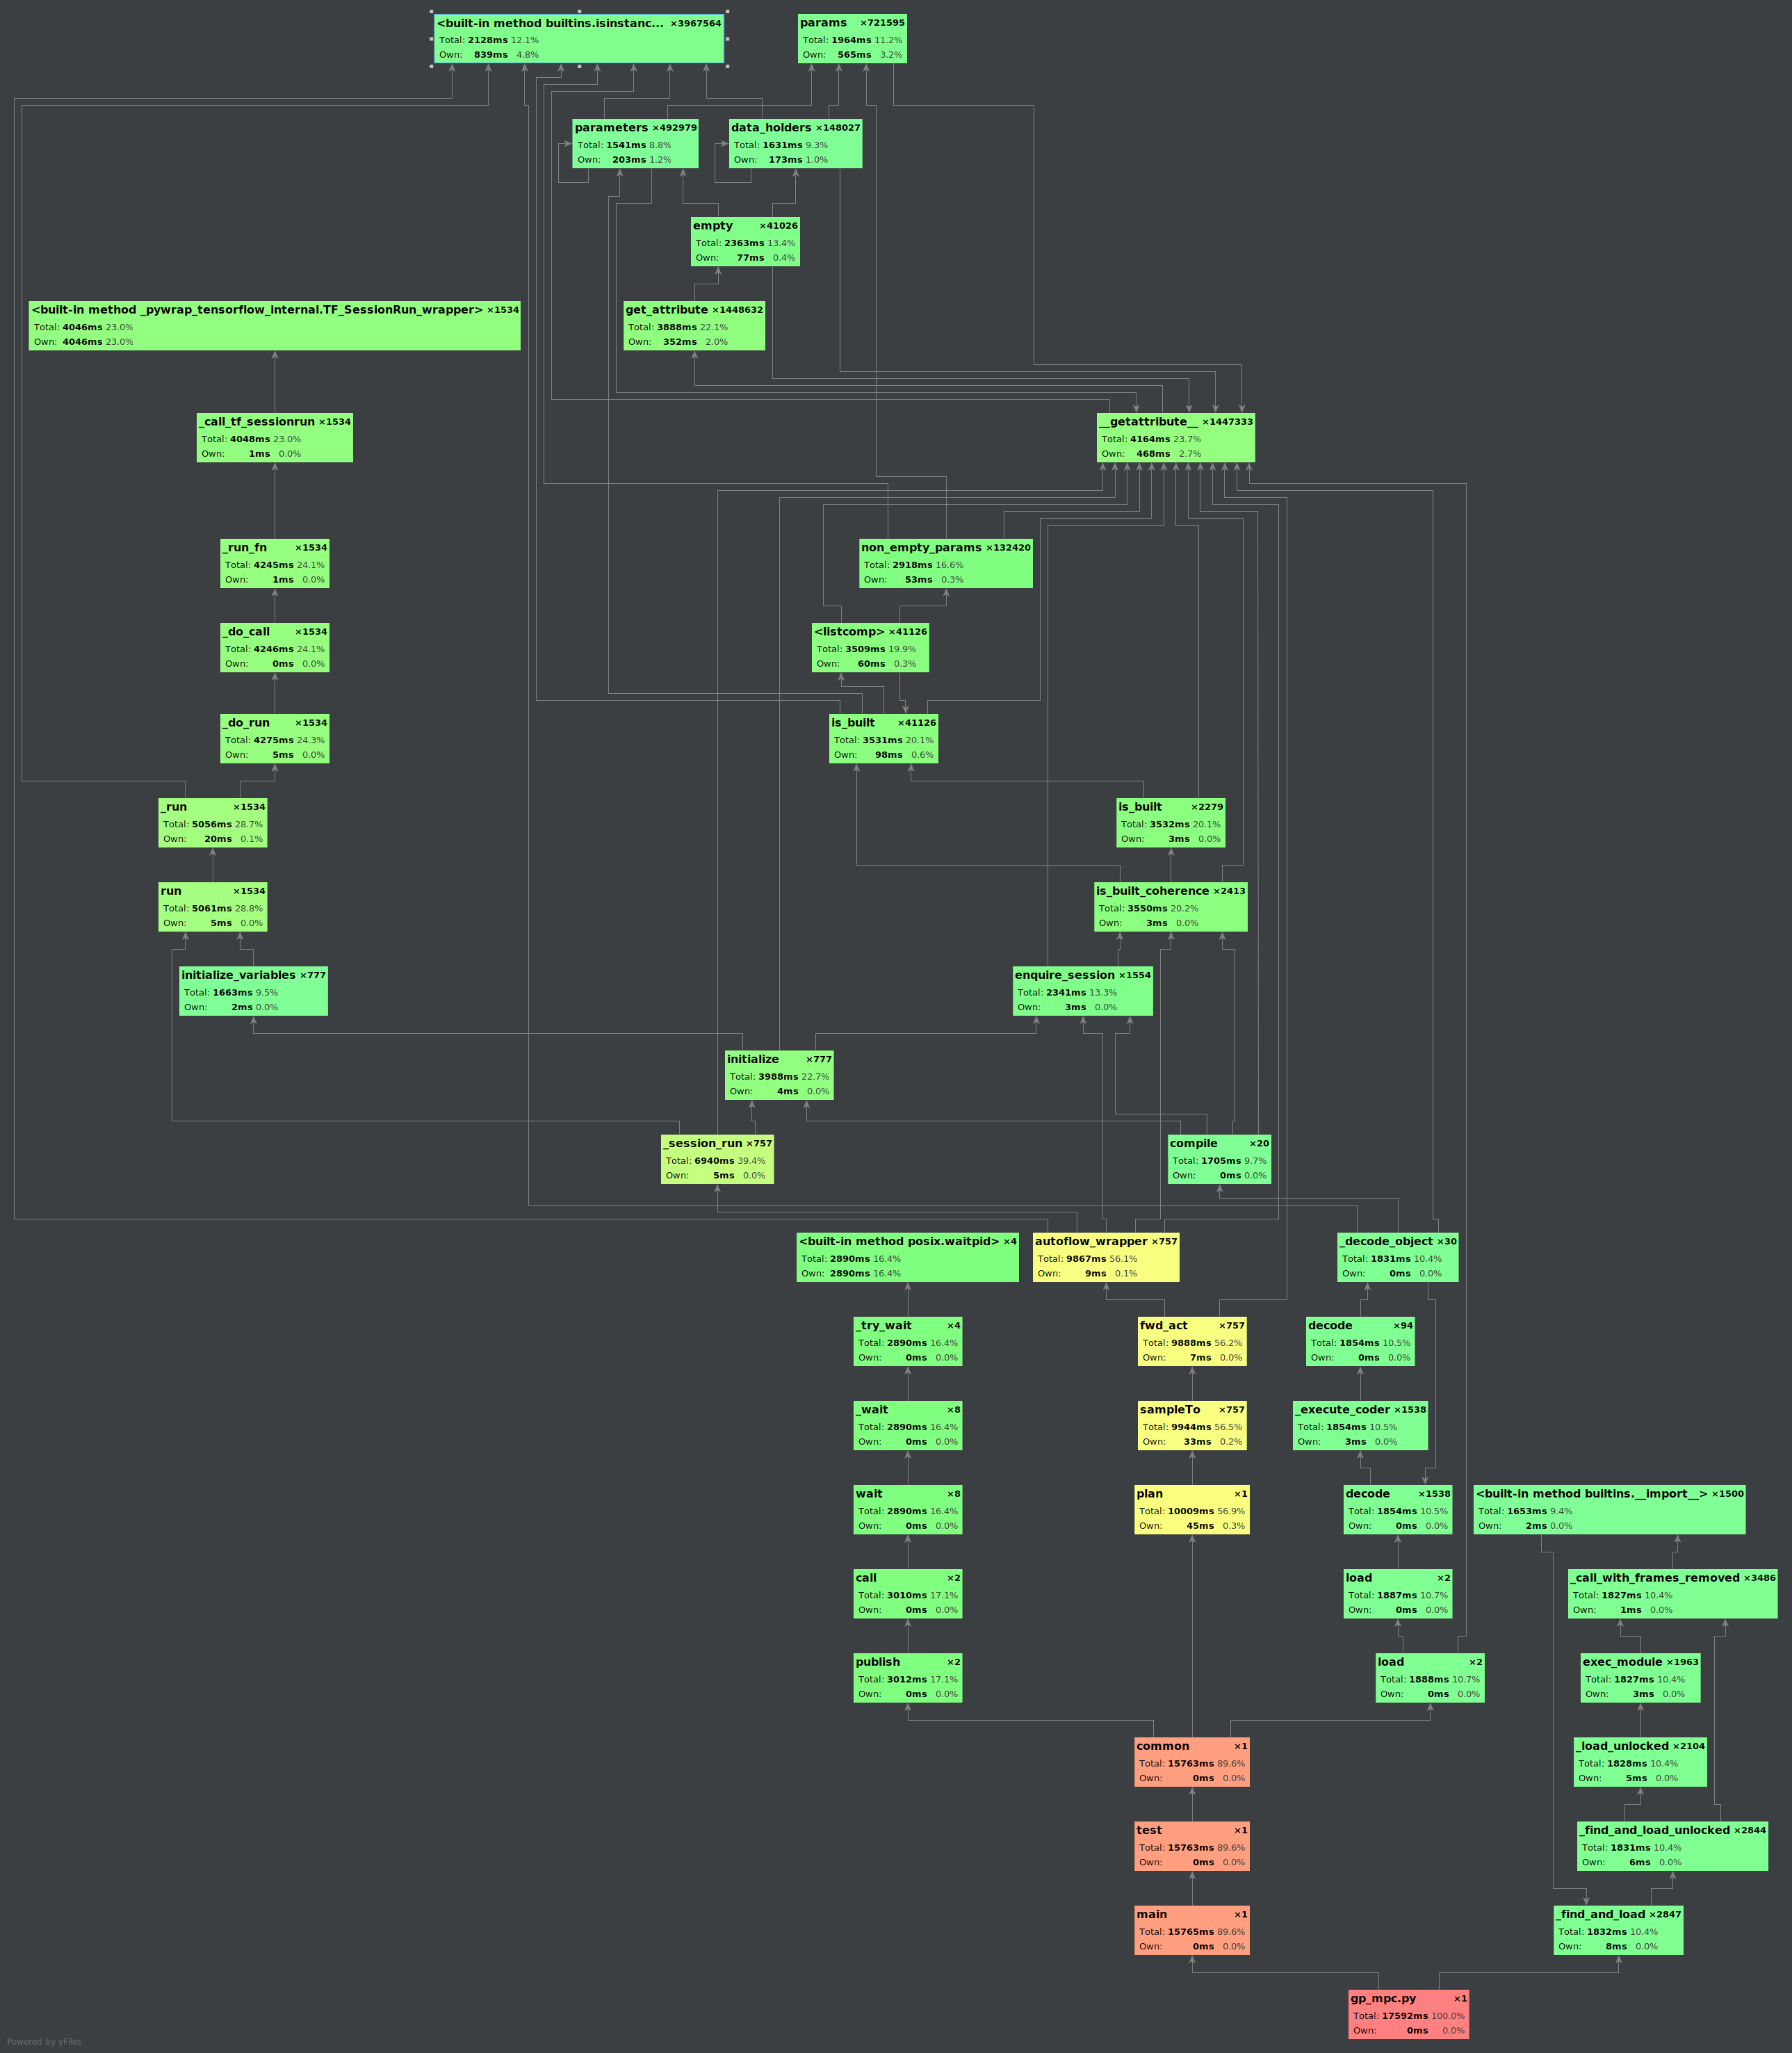 <built-in method builtins.isinstanc... ×3967564
Total: 2128ms 12.1%
Own: 839ms 4.8%
params ×721595
Total: 1964ms 11.2%
Own: 565ms 3.2%
parameters ×492979
Total: 1541ms 8.8%
Own: 203ms 1.2%
data_holders ×148027
Total: 1631ms 9.3%
Own: 173ms 1.0%
empty ×41026
Total: 2363ms 13.4%
Own: 77ms 0.4%
<built-in method _pywrap_tensorflow_internal.TF_SessionRun_wrapper> ×1534
Total: 4046ms 23.0%
Own: 4046ms 23.0%
get_attribute ×1448632
Total: 3888ms 22.1%
Own: 352ms 2.0%
_call_tf_sessionrun ×1534
Total: 4048ms 23.0%
Own: 1ms 0.0%
__getattribute__ ×1447333
Total: 4164ms 23.7%
Own: 468ms 2.7%
_run_fn ×1534
Total: 4245ms 24.1%
Own: 1ms 0.0%
non_empty_params ×132420
Total: 2918ms 16.6%
Own: 53ms 0.3%
_do_call ×1534
Total: 4246ms 24.1%
Own: 0ms 0.0%
<listcomp> ×41126
Total: 3509ms 19.9%
Own: 60ms 0.3%
_do_run ×1534
Total: 4275ms 24.3%
Own: 5ms 0.0%
is_built ×41126
Total: 3531ms 20.1%
Own: 98ms 0.6%
_run ×1534
Total: 5056ms 28.7%
Own: 20ms 0.1%
is_built ×2279
Total: 3532ms 20.1%
Own: 3ms 0.0%
run ×1534
Total: 5061ms 28.8%
Own: 5ms 0.0%
is_built_coherence ×2413
Total: 3550ms 20.2%
Own: 3ms 0.0%
initialize_variables ×777
Total: 1663ms 9.5%
Own: 2ms 0.0%
enquire_session ×1554
Total: 2341ms 13.3%
Own: 3ms 0.0%
initialize ×777
Total: 3988ms 22.7%
Own: 4ms 0.0%
_session_run ×757
Total: 6940ms 39.4%
Own: 5ms 0.0%
compile ×20
Total: 1705ms 9.7%
Own: 0ms 0.0%
<built-in method posix.waitpid> ×4
Total: 2890ms 16.4%
Own: 2890ms 16.4%
autoflow_wrapper ×757
Total: 9867ms 56.1%
Own: 9ms 0.1%
_decode_object ×30
Total: 1831ms 10.4%
Own: 0ms 0.0%
_try_wait ×4
Total: 2890ms 16.4%
Own: 0ms 0.0%
fwd_act ×757
Total: 9888ms 56.2%
Own: 7ms 0.0%
decode ×94
Total: 1854ms 10.5%
Own: 0ms 0.0%
_wait ×8
Total: 2890ms 16.4%
Own: 0ms 0.0%
sampleTo ×757
Total: 9944ms 56.5%
Own: 33ms 0.2%
_execute_coder ×1538
Total: 1854ms 10.5%
Own: 3ms 0.0%
wait ×8
Total: 2890ms 16.4%
Own: 0ms 0.0%
plan ×1
Total: 10009ms 56.9%
Own: 45ms 0.3%
decode ×1538
Total: 1854ms 10.5%
Own: 0ms 0.0%
<built-in method builtins.__import__> ×1500
Total: 1653ms 9.4%
Own: 2ms 0.0%
call ×2
Total: 3010ms 17.1%
Own: 0ms 0.0%
load ×2
Total: 1887ms 10.7%
Own: 0ms 0.0%
_call_with_frames_removed ×3486
Total: 1827ms 10.4%
Own: 1ms 0.0%
publish ×2
Total: 3012ms 17.1%
Own: 0ms 0.0%
load ×2
Total: 1888ms 10.7%
Own: 0ms 0.0%
exec_module ×1963
Total: 1827ms 10.4%
Own: 3ms 0.0%
common ×1
Total: 15763ms 89.6%
Own: 0ms 0.0%
_load_unlocked ×2104
Total: 1828ms 10.4%
Own: 5ms 0.0%
test ×1
Total: 15763ms 89.6%
Own: 0ms 0.0%
_find_and_load_unlocked ×2844
Total: 1831ms 10.4%
Own: 6ms 0.0%
main ×1
Total: 15765ms 89.6%
Own: 0ms 0.0%
_find_and_load ×2847
Total: 1832ms 10.4%
Own: 8ms 0.0%
gp_mpc.py ×1
Total: 17592ms 100.0%
Own: 0ms 0.0%
Powered by yFiles